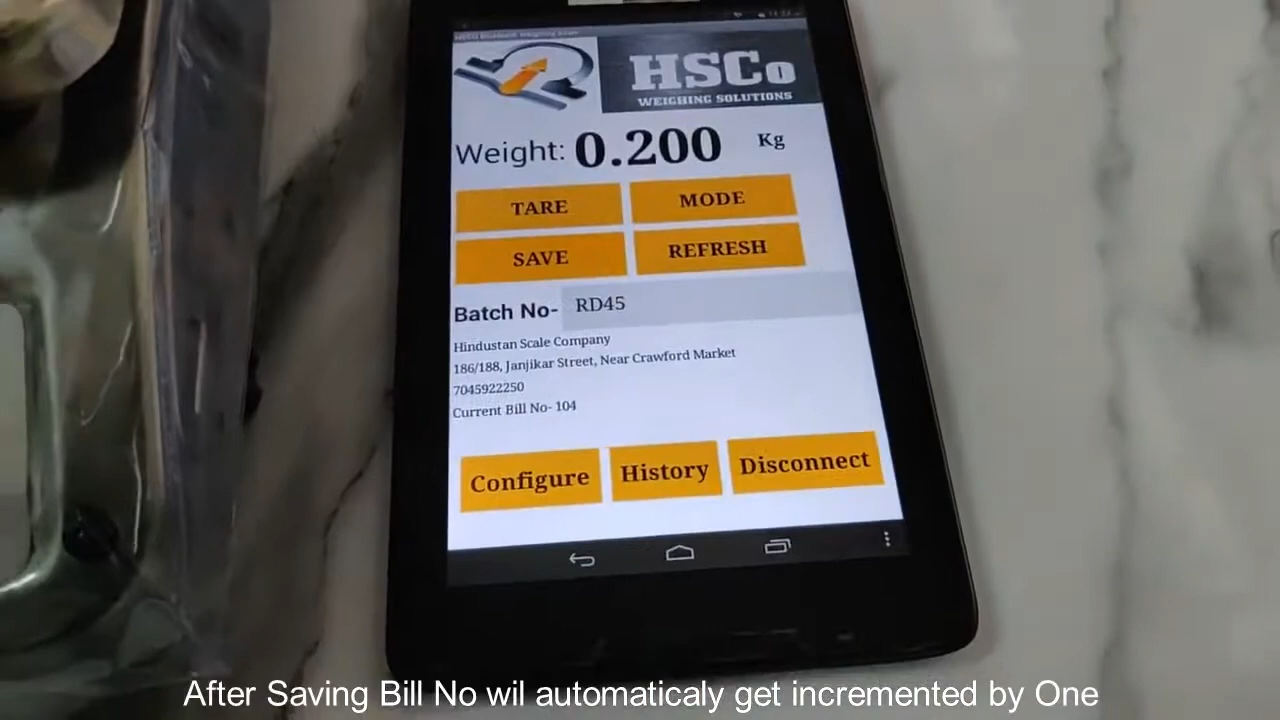 HSCo
WEIGHING SOLUTIONS
Weight: 0.200 Kg
TARE MODE
SAVE REFRESH
Batch No- RD45
Hindustan Scale Company
186/188, Janjikar Street, Near Crawford Market
7045922250
Current Bill No- 104
Configure History Disconnect
After Saving Bill No wil automaticaly get incremented by One